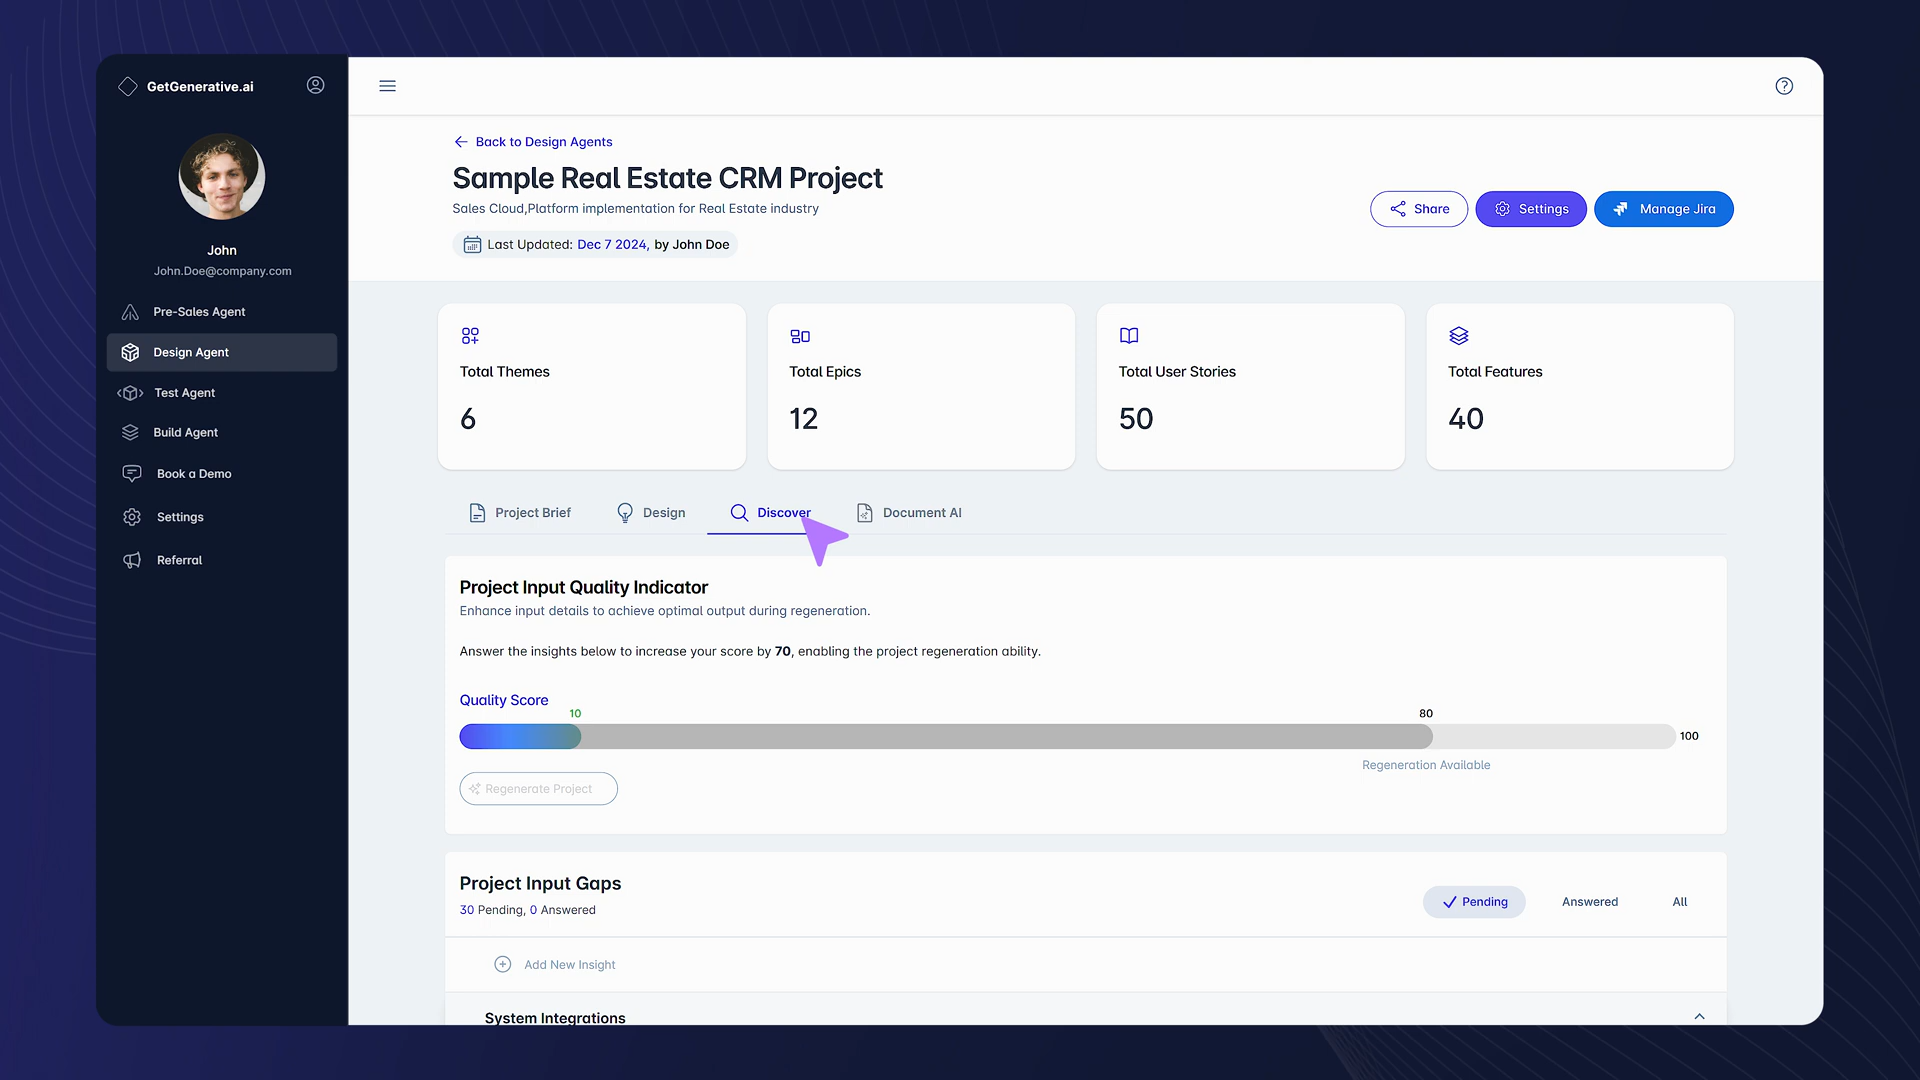 GetGenerative.ai
John
John.Doe@company.com
Pre-Sales Agent
Design Agent
Test Agent
Build Agent
Book a Demo
Settings
Referral
Back to Design Agents
Sample Real Estate CRM Project
Sales Cloud,Platform implementation for Real Estate industry
Last Updated: Dec 7 2024, by John Doe
Share
Settings
Manage Jira
Total Themes
6
Total Epics
12
Total User Stories
50
Total Features
40
Project Brief
Design
Discover
Document AI
Project Input Quality Indicator
Enhance input details to achieve optimal output during regeneration.
Answer the insights below to increase your score by 70, enabling the project regeneration ability.
Quality Score
10
80
100
Regeneration Available
Regenerate Project
Project Input Gaps
30 Pending, 0 Answered
Pending
Answered
All
Add New Insight
System Integrations